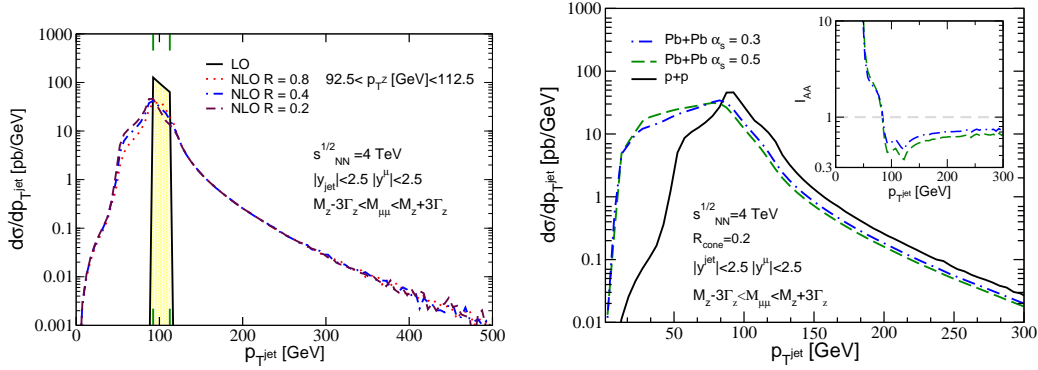 1000
100
10
1
0.1
0.01
0.001
dσ/dp_T^jet [pb/GeV]
LO
NLO R = 0.8
NLO R = 0.4
NLO R = 0.2
92.5< p_T^Z [GeV]<112.5
s^1/2_NN =4 TeV
|y_jet|<2.5 |y^μ|<2.5
M_z-3Γ_z<M_μμ<M_z+3Γ_z
0 100 200 300 400 500
p_T^jet [GeV]
1000
100
10
1
0.1
0.01
dσ/dp_T^jet [pb/GeV]
Pb+Pb α_s = 0.3
Pb+Pb α_s = 0.5
p+p
10
1
0.3
I_AA
0 50 100 150 200 250 300
p_T^jet [GeV]
s^1/2_NN=4 TeV
R_cone=0.2
|y^jet|<2.5 |y^μ|<2.5
M_z-3Γ_z<M_μμ<M_z+3Γ_z
50 100 150 200 250 300
p_T^jet [GeV]